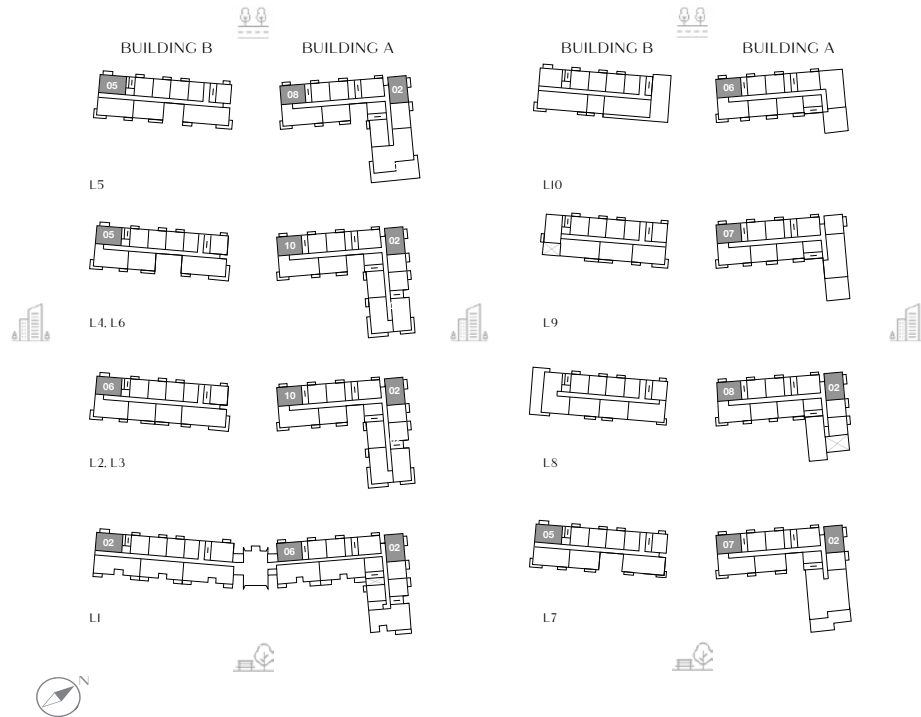 BUILDING B BUILDING A BUILDING B BUILDING A
05 08 02 06
L5 L10
05 10 02 07
L4, L6 L9
06 10 02 08 02
L2, L3 L8
02 06 02 05 07 02
L1 L7
N